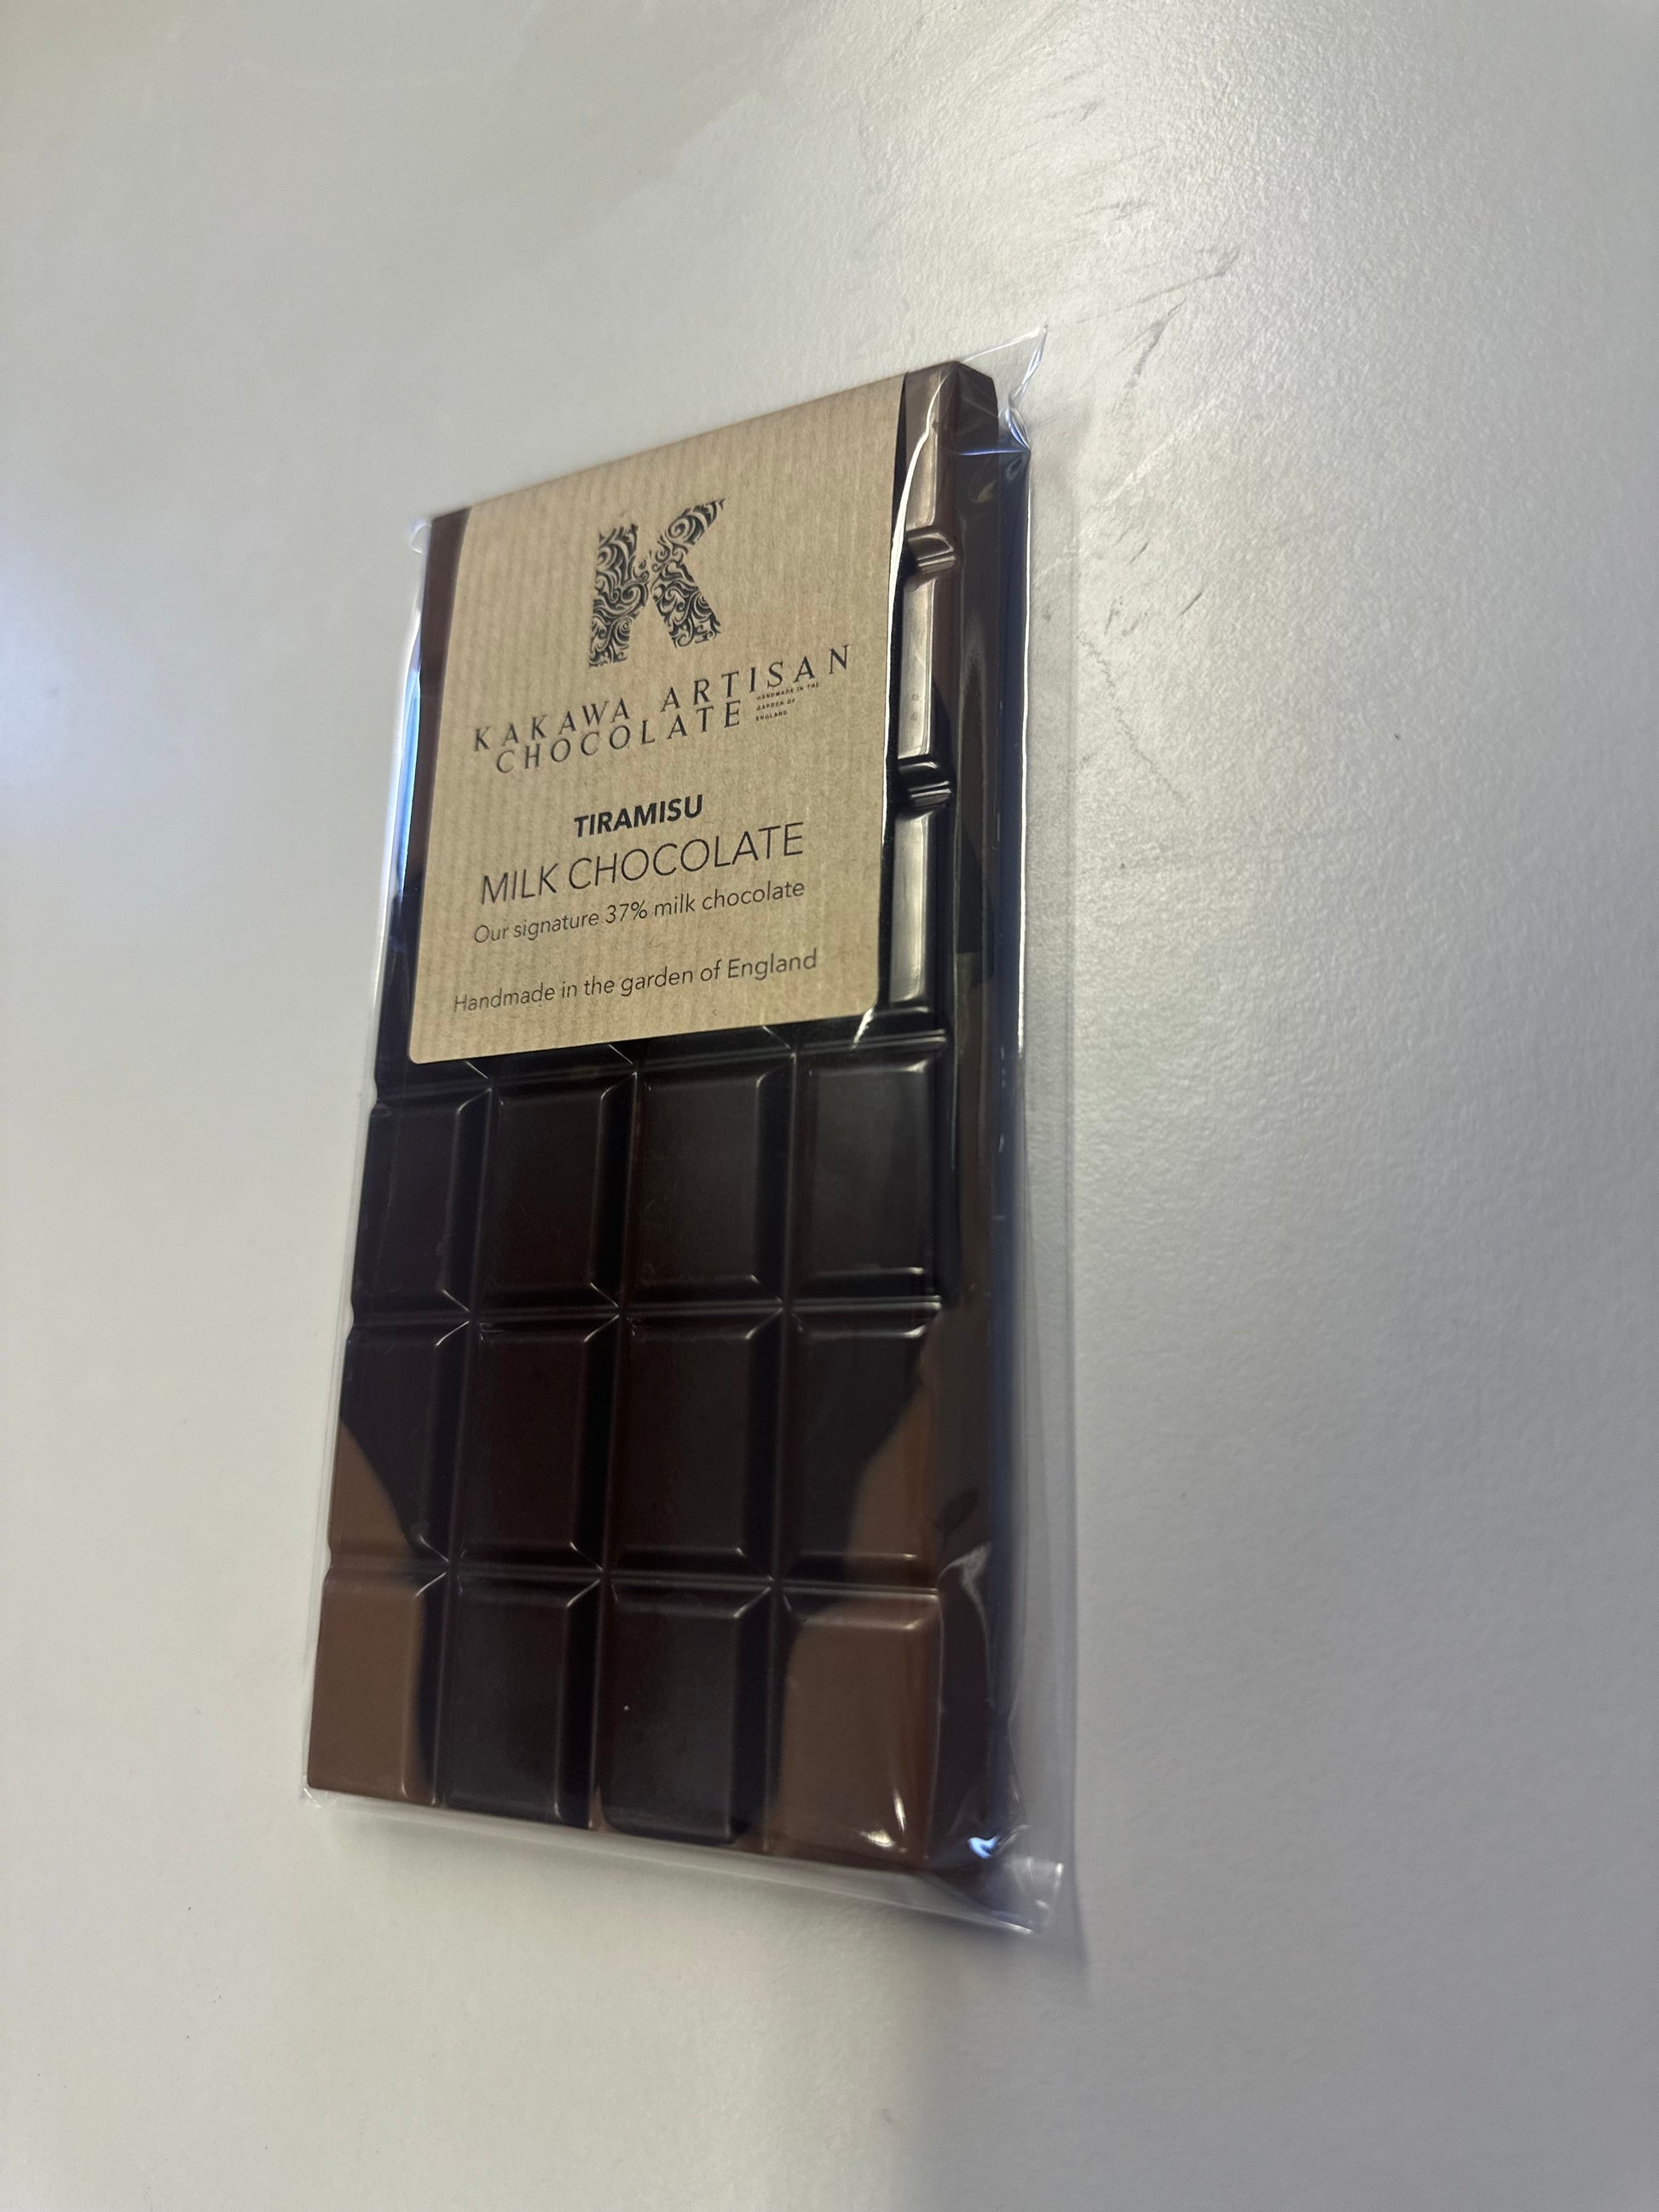 K
KAKAWA ARTISAN
CHOCOLATE
HANDMADE IN THE
GARDEN OF
ENGLAND
TIRAMISU
MILK CHOCOLATE
Our signature 37% milk chocolate
Handmade in the garden of England